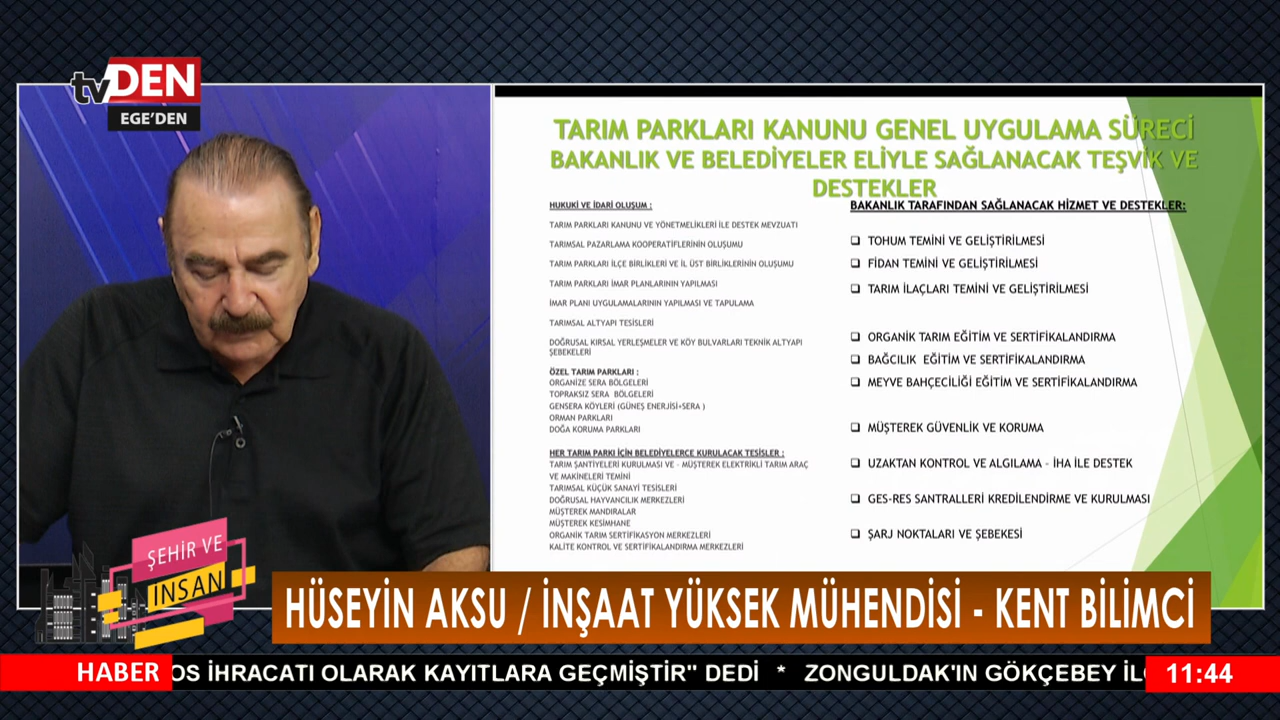 tvDEN
EGE'DEN
TARIM PARKLARI KANUNU GENEL UYGULAMA SÜRECİ
BAKANLIK VE BELEDİYELER ELİYLE SAĞLANACAK TEŞVİK VE
DESTEKLER
HUKUKİ VE İDARİ OLUŞUM :
TARIM PARKLARI KANUNU VE YÖNETMELİKLERİ İLE DESTEK MEVZUATI
TARIMSAL PAZARLAMA KOOPERATİFLERİNİN OLUŞUMU
TARIM PARKLARI İLÇE BİRLİKLERİ VE İL ÜST BİRLİKLERİNİN OLUŞUMU
TARIM PARKLARI İMAR PLANLARININ YAPILMASI
İMAR PLANI UYGULAMALARININ YAPILMASI VE TAPULAMA
TARIMSAL ALTYAPI TESİSLERİ
DOĞRUSAL KIRSAL YERLEŞMELER VE KÖY BULVARLARI TEKNİK ALTYAPI
ŞEBEKELERİ
ÖZEL TARIM PARKLARI :
ORGANİZE SERA BÖLGELERİ
TOPRAKSIZ SERA BÖLGELERİ
GENSERA KÖYLERİ (GÜNEŞ ENERJİSİ+SERA )
ORMAN PARKLARI
DOĞA KORUMA PARKLARI
HER TARIM PARKI İÇİN BELEDİYELERCE KURULACAK TESİSLER :
TARIM ŞANTİYELERİ KURULMASI VE – MÜŞTEREK ELEKTRİKLİ TARIM ARAÇ
VE MAKİNELERİ TEMİNİ
TARIMSAL KÜÇÜK SANAYİ TESİSLERİ
DOĞRUSAL HAYVANCILIK MERKEZLERİ
MÜŞTEREK MANDIRALAR
MÜŞTEREK KESİMHANE
ORGANİK TARIM SERTİFİKASYON MERKEZLERİ
KALİTE KONTROL VE SERTİFİKALANDIRMA MERKEZLERİ
BAKANLIK TARAFINDAN SAĞLANACAK HİZMET VE DESTEKLER:
❑ TOHUM TEMİNİ VE GELİŞTİRİLMESİ
❑ FİDAN TEMİNİ VE GELİŞTİRİLMESİ
❑ TARIM İLAÇLARI TEMİNİ VE GELİŞTİRİLMESİ
❑ ORGANİK TARIM EĞİTİM VE SERTİFİKALANDIRMA
❑ BAĞCILIK EĞİTİM VE SERTİFİKALANDIRMA
❑ MEYVE BAHÇECİLİĞİ EĞİTİM VE SERTİFİKALANDIRMA
❑ MÜŞTEREK GÜVENLİK VE KORUMA
❑ UZAKTAN KONTROL VE ALGILAMA – İHA İLE DESTEK
❑ GES-RES SANTRALLERİ KREDİLENDİRME VE KURULMASI
❑ ŞARJ NOKTALARI VE ŞEBEKESİ
ŞEHİR VE
İNSAN
HÜSEYİN AKSU / İNŞAAT YÜKSEK MÜHENDİSİ - KENT BİLİMCİ
HABER OS İHRACATI OLARAK KAYITLARA GEÇMİŞTİR" DEDİ * ZONGULDAK'IN GÖKÇEBEY 11:44